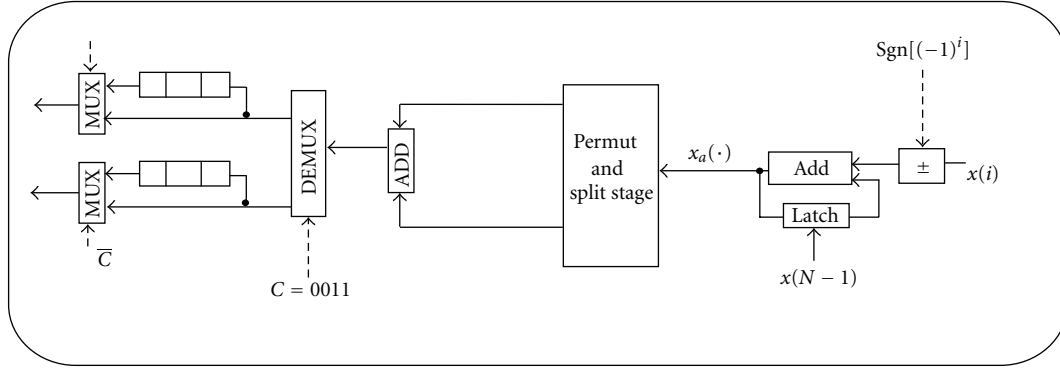 Sgn[(−1)^i]
MUX
MUX
DEMUX
ADD
Permut
and
split stage
x_a(·)
Add
±
x(i)
Latch
C̅
C = 0011
x(N − 1)